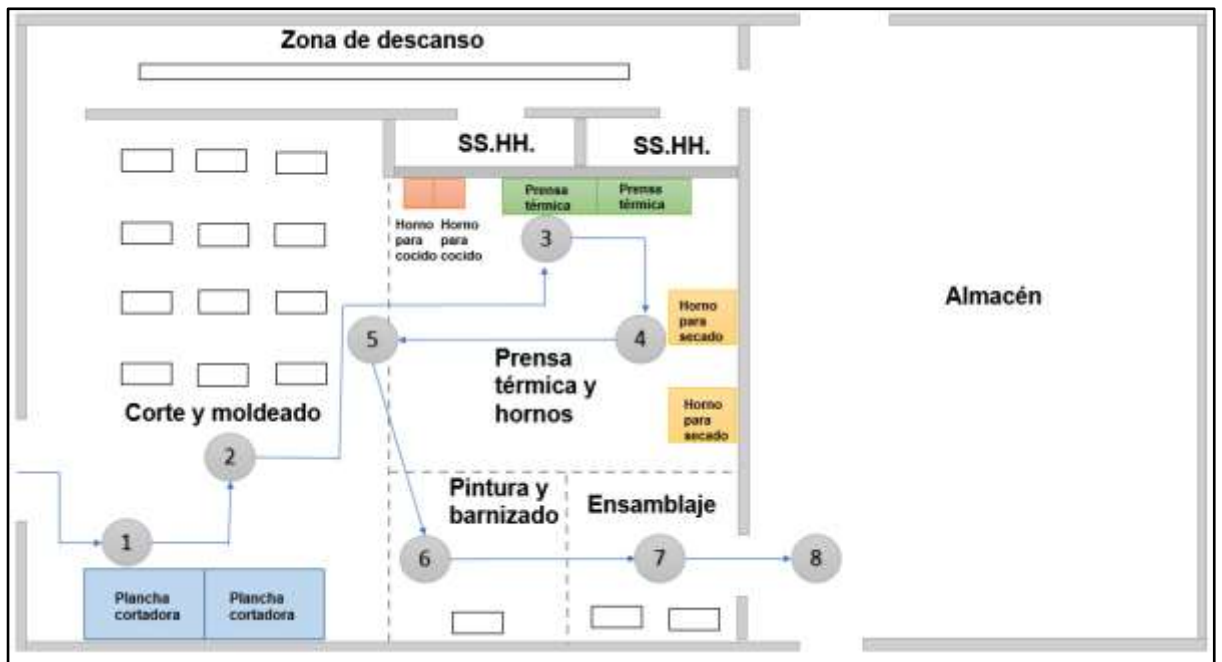 Zona de descanso
SS.HH.
SS.HH.
Prensa
térmica
Prensa
térmica
Horno
para
cocido
Horno
para
cocido
3
Horno
para
secado
Almacén
5
4
Prensa
térmica y
hornos
Horno
para
secado
Corte y moldeado
2
Pintura y
barnizado
Ensamblaje
1
6
7
8
Plancha
cortadora
Plancha
cortadora